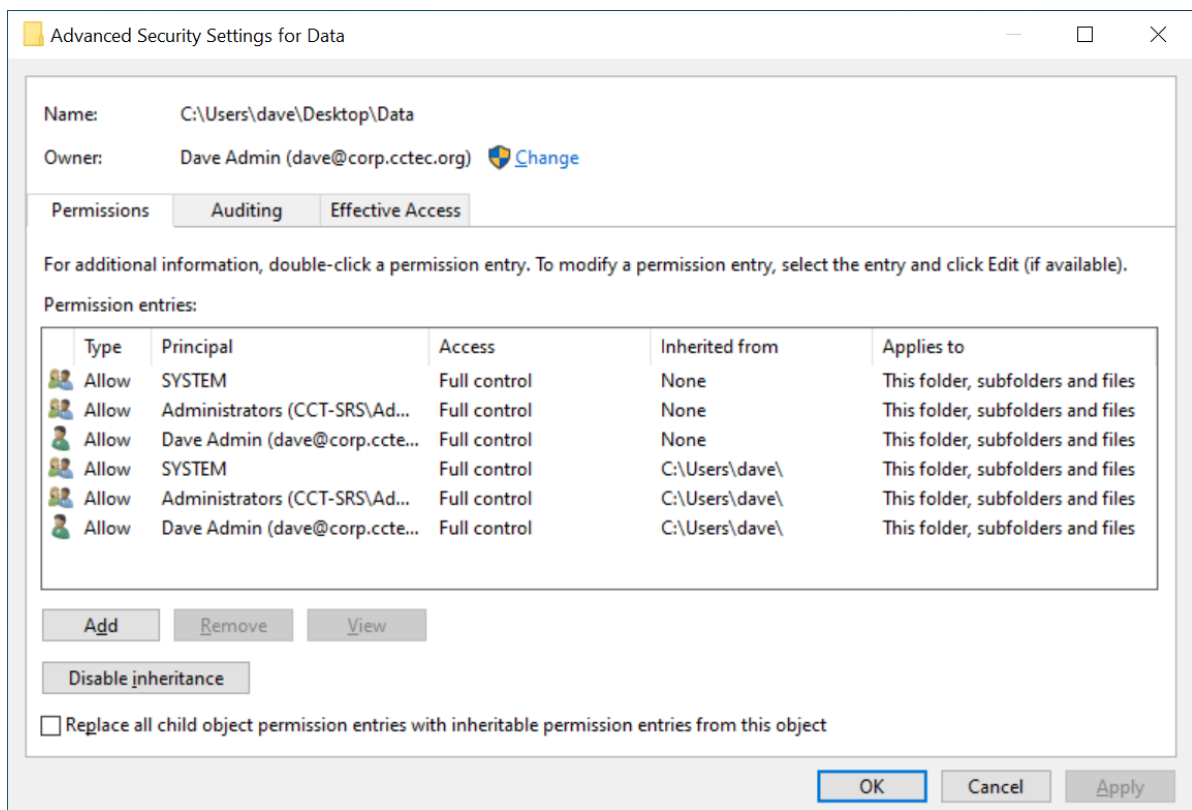 Advanced Security Settings for Data
Name: C:\Users\dave\Desktop\Data
Owner: Dave Admin (dave@corp.cctec.org) Change
Permissions Auditing Effective Access
For additional information, double-click a permission entry. To modify a permission entry, select the entry and click Edit (if available).
Permission entries:
Type Principal Access Inherited from Applies to
Allow SYSTEM Full control None This folder, subfolders and files
Allow Administrators (CCT-SRS\Ad... Full control None This folder, subfolders and files
Allow Dave Admin (dave@corp.ccte... Full control None This folder, subfolders and files
Allow SYSTEM Full control C:\Users\dave\ This folder, subfolders and files
Allow Administrators (CCT-SRS\Ad... Full control C:\Users\dave\ This folder, subfolders and files
Allow Dave Admin (dave@corp.ccte... Full control C:\Users\dave\ This folder, subfolders and files
Add Remove View
Disable inheritance
Replace all child object permission entries with inheritable permission entries from this object
OK Cancel Apply